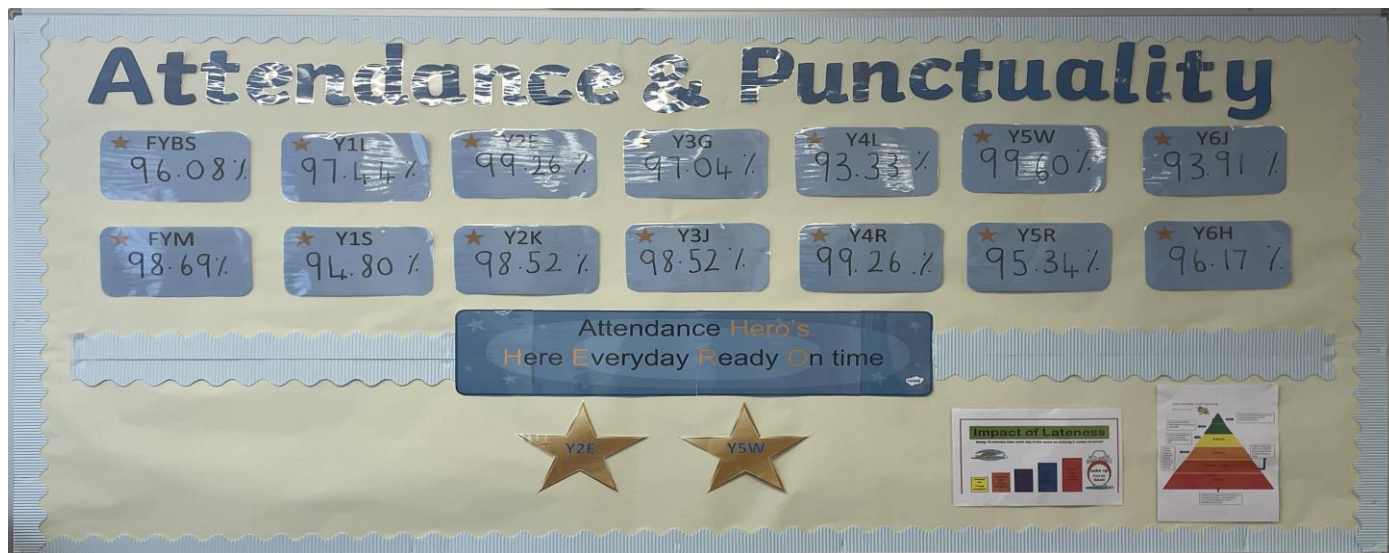 Attendance & Punctuality
FYBS
96.08%
Y1L
97.44%
Y2E
99.26%
Y3G
97.04%
Y4L
93.33%
Y5W
99.60%
Y6J
93.91%
FYM
98.69%
Y1S
94.80%
Y2K
98.52%
Y3J
98.52%
Y4R
99.26.%
Y5R
95.34%
Y6H
96.17%
Attendance Hero's
Here Everyday Ready On time
Y2E
Y5W
Impact of Lateness